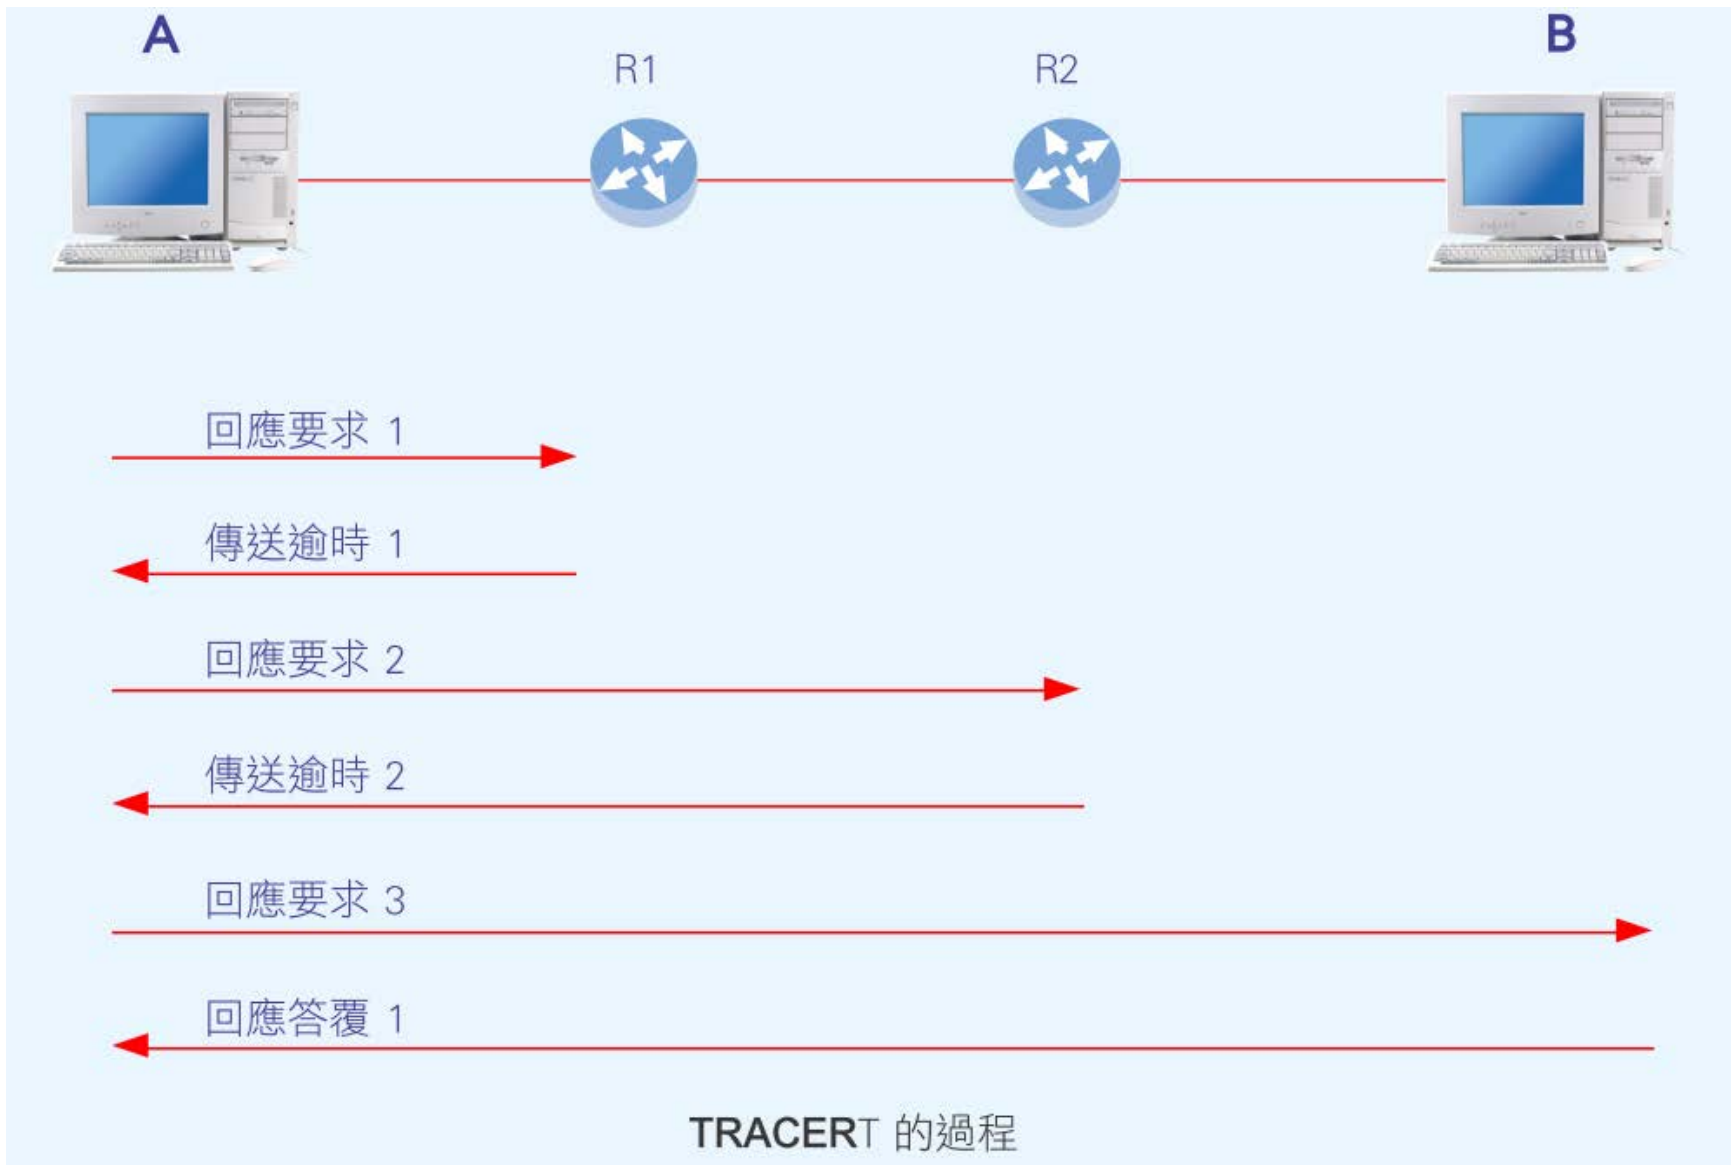 A
B
R1
R2
回應要求 1
傳送逾時 1
回應要求 2
傳送逾時 2
回應要求 3
回應答覆 1
TRACERT 的過程